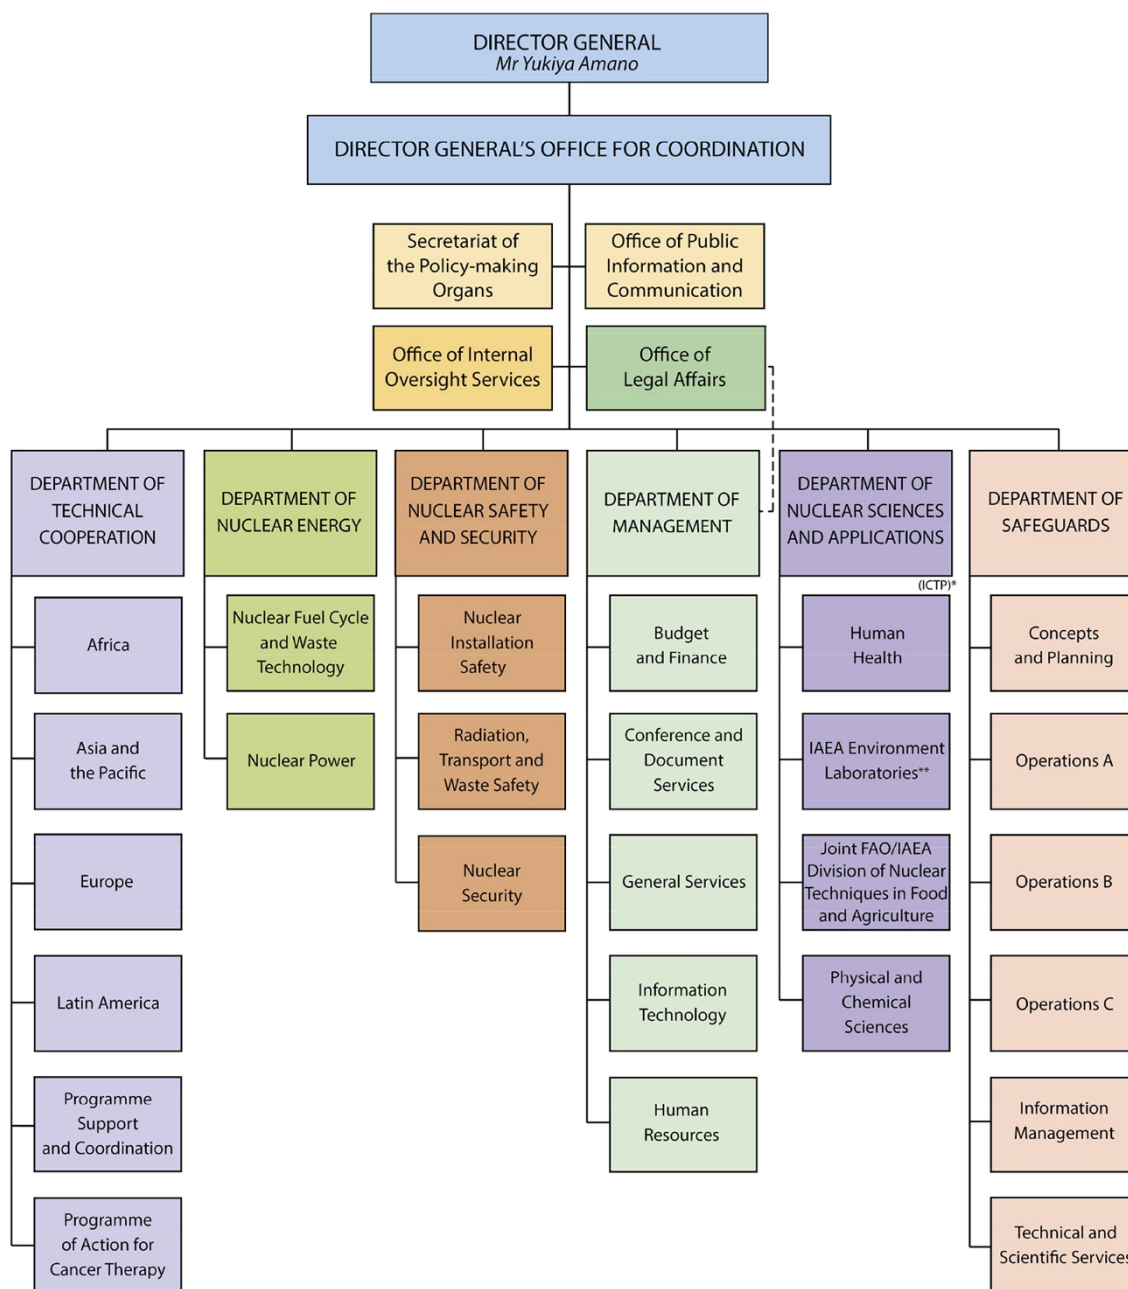 DIRECTOR GENERAL
Mr Yukiya Amano
DIRECTOR GENERAL'S OFFICE FOR COORDINATION
Secretariat of
the Policy-making
Organs
Office of Public
Information and
Communication
Office of Internal
Oversight Services
Office of
Legal Affairs
DEPARTMENT OF
TECHNICAL
COOPERATION
Africa
Asia and
the Pacific
Europe
Latin America
Programme
Support
and Coordination
Programme
of Action for
Cancer Therapy
DEPARTMENT OF
NUCLEAR ENERGY
Nuclear Fuel Cycle
and Waste
Technology
Nuclear Power
DEPARTMENT OF
NUCLEAR SAFETY
AND SECURITY
Nuclear
Installation
Safety
Radiation,
Transport and
Waste Safety
Nuclear
Security
DEPARTMENT OF
MANAGEMENT
Budget
and Finance
Conference and
Document
Services
General Services
Information
Technology
Human
Resources
DEPARTMENT OF
NUCLEAR SCIENCES
AND APPLICATIONS
(ICTP)*
Human
Health
IAEA Environment
Laboratories**
Joint FAO/IAEA
Division of Nuclear
Techniques in Food
and Agriculture
Physical and
Chemical
Sciences
DEPARTMENT OF
SAFEGUARDS
Concepts
and Planning
Operations A
Operations B
Operations C
Information
Management
Technical and
Scientific Services